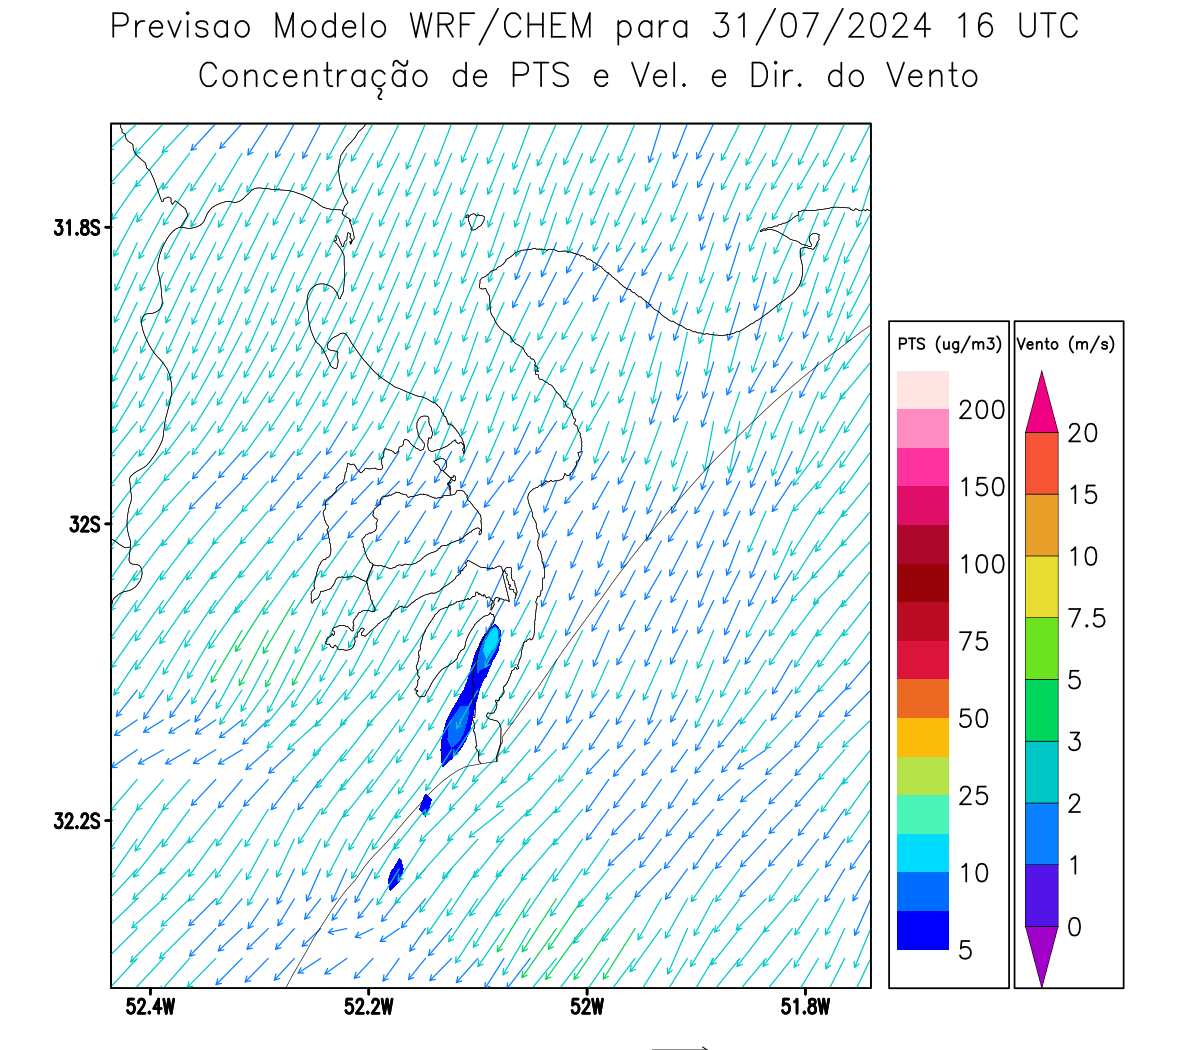 Previsao Modelo WRF/CHEM para 31/07/2024 16 UTC
Concentração de PTS e Vel. e Dir. do Vento
31.8S
32S
32.2S
52.4W 52.2W 52W 51.8W
PTS (ug/m3)
200
150
100
75
50
25
10
5
Vento (m/s)
20
15
10
7.5
5
3
2
1
0